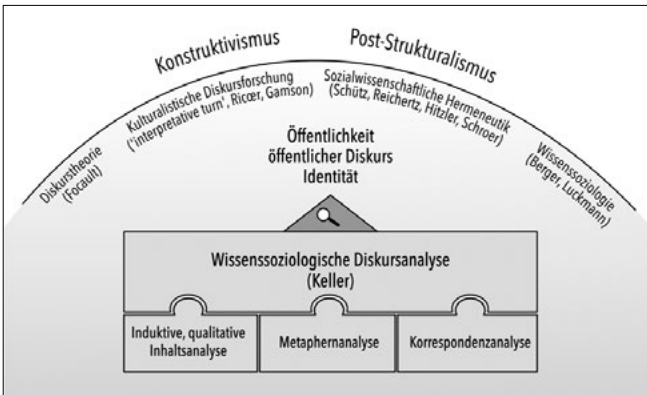 Konstruktivismus
Post-Strukturalismus
Diskurstheorie
(Focault)
Kulturalistische Diskursforschung
('interpretative turn', Ricœr, Gamson)
Sozialwissenschaftliche Hermeneutik
(Schütz, Reichertz, Hitzler, Schroer)
Wissenssoziologie
(Berger, Luckmann)
Öffentlichkeit
öffentlicher Diskurs
Identität
Wissenssoziologische Diskursanalyse
(Keller)
Induktive, qualitative
Inhaltsanalyse
Metaphernanalyse
Korrespondenzanalyse